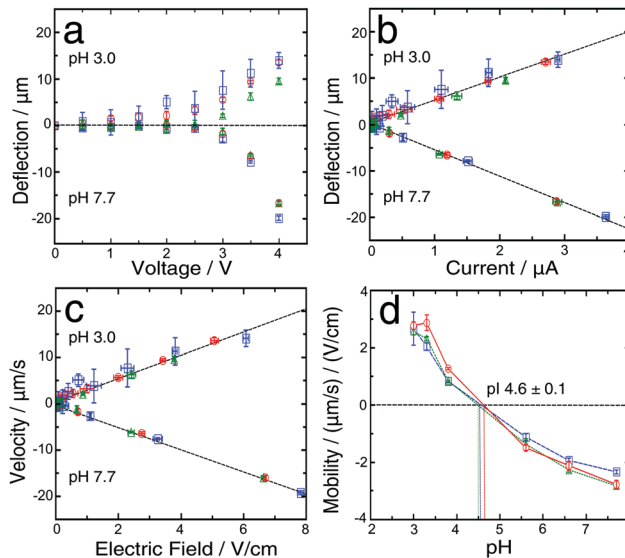 a
pH 3.0
pH 7.7
20
10
0
-10
-20
0
1
2
3
4
5
Deflection / µm
Voltage / V
b
pH 3.0
pH 7.7
20
10
0
-10
-20
0
1
2
3
4
Deflection / µm
Current / µA
c
pH 3.0
pH 7.7
20
10
0
-10
-20
0
2
4
6
8
Velocity / µm/s
Electric Field / V/cm
d
pI 4.6 ± 0.1
4
2
0
-2
-4
2
3
4
5
6
7
8
Mobility / (µm/s) / (V/cm)
pH